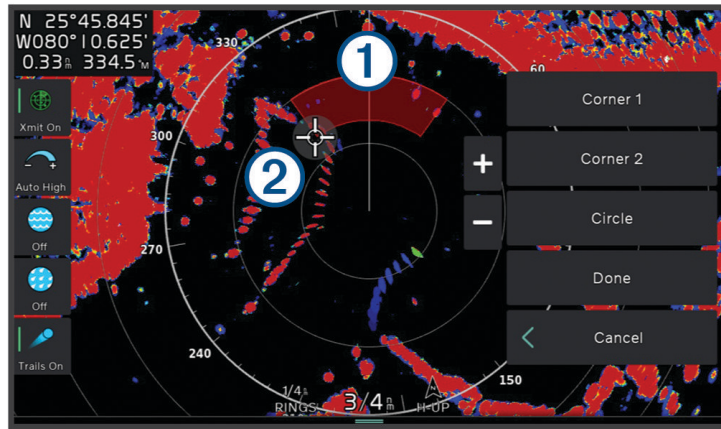 N 25°45.845'
W080°10.625'
0.33 nm 334.5°M
330
1
60
Xmit On
Corner 1
300
Auto High
2
+
Corner 2
−
Circle
Off
270
Done
Off
Cancel
240
Trails On
150
1/4
RINGS 3/4 nm H-UP